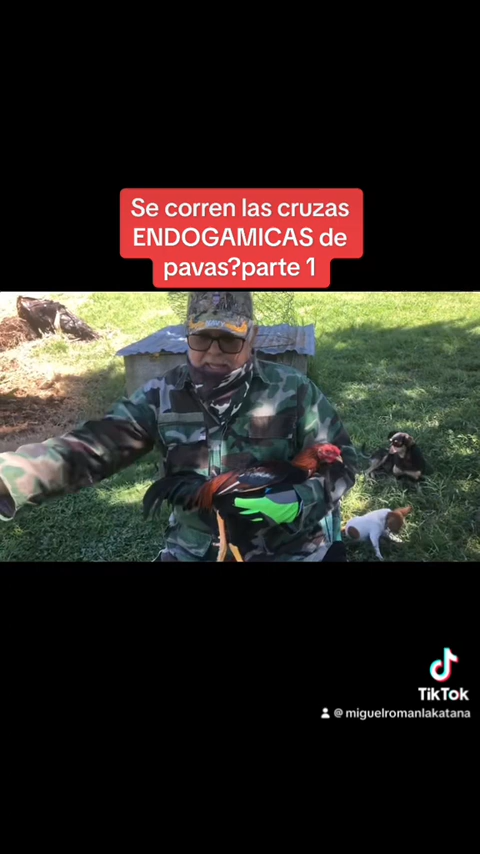 Se corren las cruzas
ENDOGAMICAS de
pavas?parte 1
TikTok
@ miguelromanlakatana